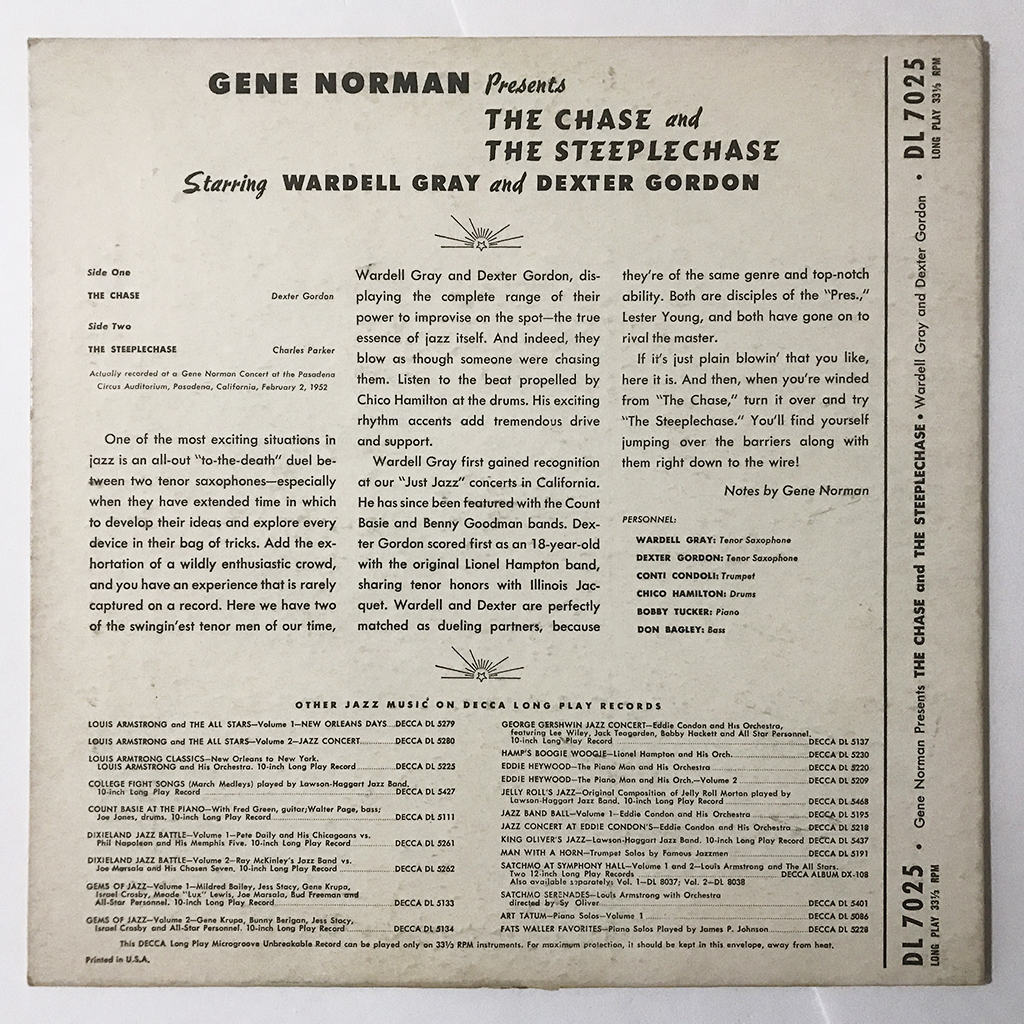 GENE NORMAN Presents
THE CHASE and
THE STEEPLECHASE
Starring WARDELL GRAY and DEXTER GORDON
Side One
THE CHASE Dexter Gordon
Side Two
THE STEEPLECHASE Charles Parker
Actually recorded at a Gene Norman Concert at the Pasadena
Circus Auditorium, Pasadena, California, February 2, 1952
One of the most exciting situations in
jazz is an all-out "to-the-death" duel be-
tween two tenor saxophones—especially
when they have extended time in which
to develop their ideas and explore every
device in their bag of tricks. Add the ex-
hortation of a wildly enthusiastic crowd,
and you have an experience that is rarely
captured on a record. Here we have two
of the swingin'est tenor men of our time,
Wardell Gray and Dexter Gordon, dis-
playing the complete range of their
power to improvise on the spot—the true
essence of jazz itself. And indeed, they
blow as though someone were chasing
them. Listen to the beat propelled by
Chico Hamilton at the drums. His exciting
rhythm accents add tremendous drive
and support.
Wardell Gray first gained recognition
at our "Just Jazz" concerts in California.
He has since been featured with the Count
Basie and Benny Goodman bands. Dex-
ter Gordon scored first as an 18-year-old
with the original Lionel Hampton band,
sharing tenor honors with Illinois Jac-
quet. Wardell and Dexter are perfectly
matched as dueling partners, because
they're of the same genre and top-notch
ability. Both are disciples of the "Pres.,"
Lester Young, and both have gone on to
rival the master.
If it's just plain blowin' that you like,
here it is. And then, when you're winded
from "The Chase," turn it over and try
"The Steeplechase." You'll find yourself
jumping over the barriers along with
them right down to the wire!
Notes by Gene Norman
PERSONNEL:
WARDELL GRAY: Tenor Saxophone
DEXTER GORDON: Tenor Saxophone
CONTI CONDOLI: Trumpet
CHICO HAMILTON: Drums
BOBBY TUCKER: Piano
DON BAGLEY: Bass
OTHER JAZZ MUSIC ON DECCA LONG PLAY RECORDS
LOUIS ARMSTRONG and THE ALL STARS—Volume 1—NEW ORLEANS DAYS...DECCA DL 5279
LOUIS ARMSTRONG and THE ALL STARS—Volume 2—JAZZ CONCERT...........DECCA DL 5280
LOUIS ARMSTRONG CLASSICS—New Orleans to New York.
LOUIS ARMSTRONG and His Orchestra. 10-inch Long Play Record......DECCA DL 5225
COLLEGE FIGHT SONGS (March Medleys) played by Lawson-Haggart Jazz Band,
10-inch Long Play Record......DECCA DL 5427
COUNT BASIE AT THE PIANO—With Fred Green, guitar; Walter Page, bass;
Joe Jones, drums. 10-inch Long Play Record......DECCA DL 5111
DIXIELAND JAZZ BATTLE—Volume 1—Pete Daily and His Chicagoans vs.
Phil Napoleon and His Memphis Five. 10-inch Long Play Record......DECCA DL 5261
DIXIELAND JAZZ BATTLE—Volume 2—Ray McKinley's Jazz Band vs.
Joe Marsala and His Chosen Seven. 10-inch Long Play Record......DECCA DL 5262
GEMS OF JAZZ—Volume 1—Mildred Bailey, Jess Stacy, Gene Krupa,
Israel Crosby, Meade "Lux" Lewis, Joe Marsala, Bud Freeman and
All-Star Personnel. 10-inch Long Play Record......DECCA DL 5133
GEMS OF JAZZ—Volume 2—Gene Krupa, Bunny Berigan, Jess Stacy,
Israel Crosby and All-Star Personnel. 10-inch Long Play Record......DECCA DL 5134
GEORGE GERSHWIN JAZZ CONCERT—Eddie Condon and His Orchestra,
featuring Lee Wiley, Jack Teagarden, Bobby Hackett and All Star Personnel.
10-inch Long Play Record......DECCA DL 5137
HAMP'S BOOGIE WOOGIE—Lionel Hampton and His Orch......DECCA DL 5230
EDDIE HEYWOOD—The Piano Man and His Orchestra......DECCA DL 5220
EDDIE HEYWOOD—The Piano Man and His Orch.—Volume 2......DECCA DL 5209
JELLY ROLL'S JAZZ—Original Composition of Jelly Roll Morton played by
Lawson-Haggart Jazz Band. 10-inch Long Play Record......DECCA DL 5468
JAZZ BAND BALL—Volume 1—Eddie Condon and His Orchestra......DECCA DL 5195
JAZZ CONCERT AT EDDIE CONDON'S—Eddie Condon and His Orchestra......DECCA DL 5218
KING OLIVER'S JAZZ—Lawson-Haggart Jazz Band. 10-inch Long Play Record DECCA DL 5437
MAN WITH A HORN—Trumpet Solos by Famous Jazzmen......DECCA DL 5191
SATCHMO AT SYMPHONY HALL—Volume 1 and 2—Louis Armstrong and The All Stars.
Two 12-inch Long Play Records......DECCA ALBUM DX-108
Also available separately: Vol. 1—DL 8037; Vol. 2—DL 8038
SATCHMO SERENADES—Louis Armstrong with Orchestra
directed by Sy Oliver......DECCA DL 5401
ART TATUM—Piano Solos—Volume 1......DECCA DL 5086
FATS WALLER FAVORITES—Piano Solos Played by James P. Johnson......DECCA DL 5228
This DECCA Long Play Microgroove Unbreakable Record can be played only on 33⅓ RPM instruments. For maximum protection, it should be kept in this envelope, away from heat.
Printed in U.S.A.
DL 7025 • Gene Norman Presents THE CHASE and THE STEEPLECHASE • Wardell Gray and Dexter Gordon • DL 7025
LONG PLAY 33⅓ RPM LONG PLAY 33⅓ RPM